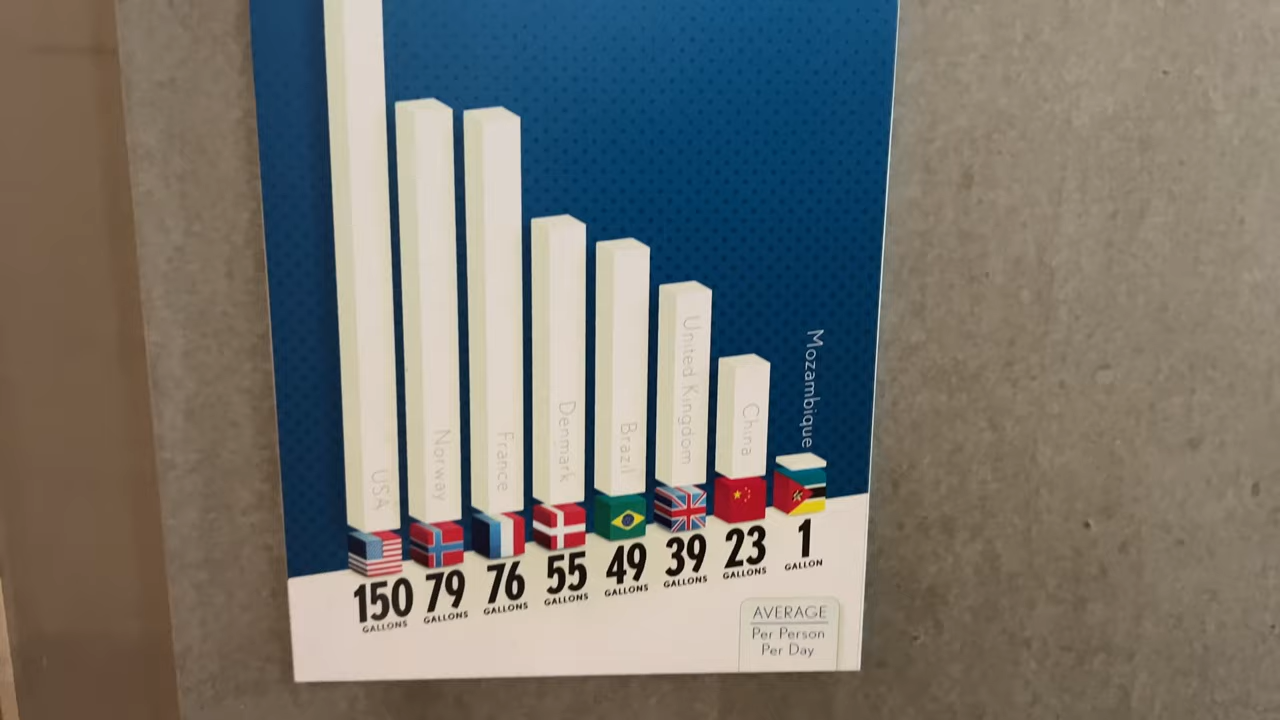 USA
Norway
France
Denmark
Brazil
United Kingdom
China
Mozambique
150 79 76 55 49 39 23 1
GALLONS GALLONS GALLONS GALLONS GALLONS GALLONS GALLONS GALLON
AVERAGE
Per Person
Per Day